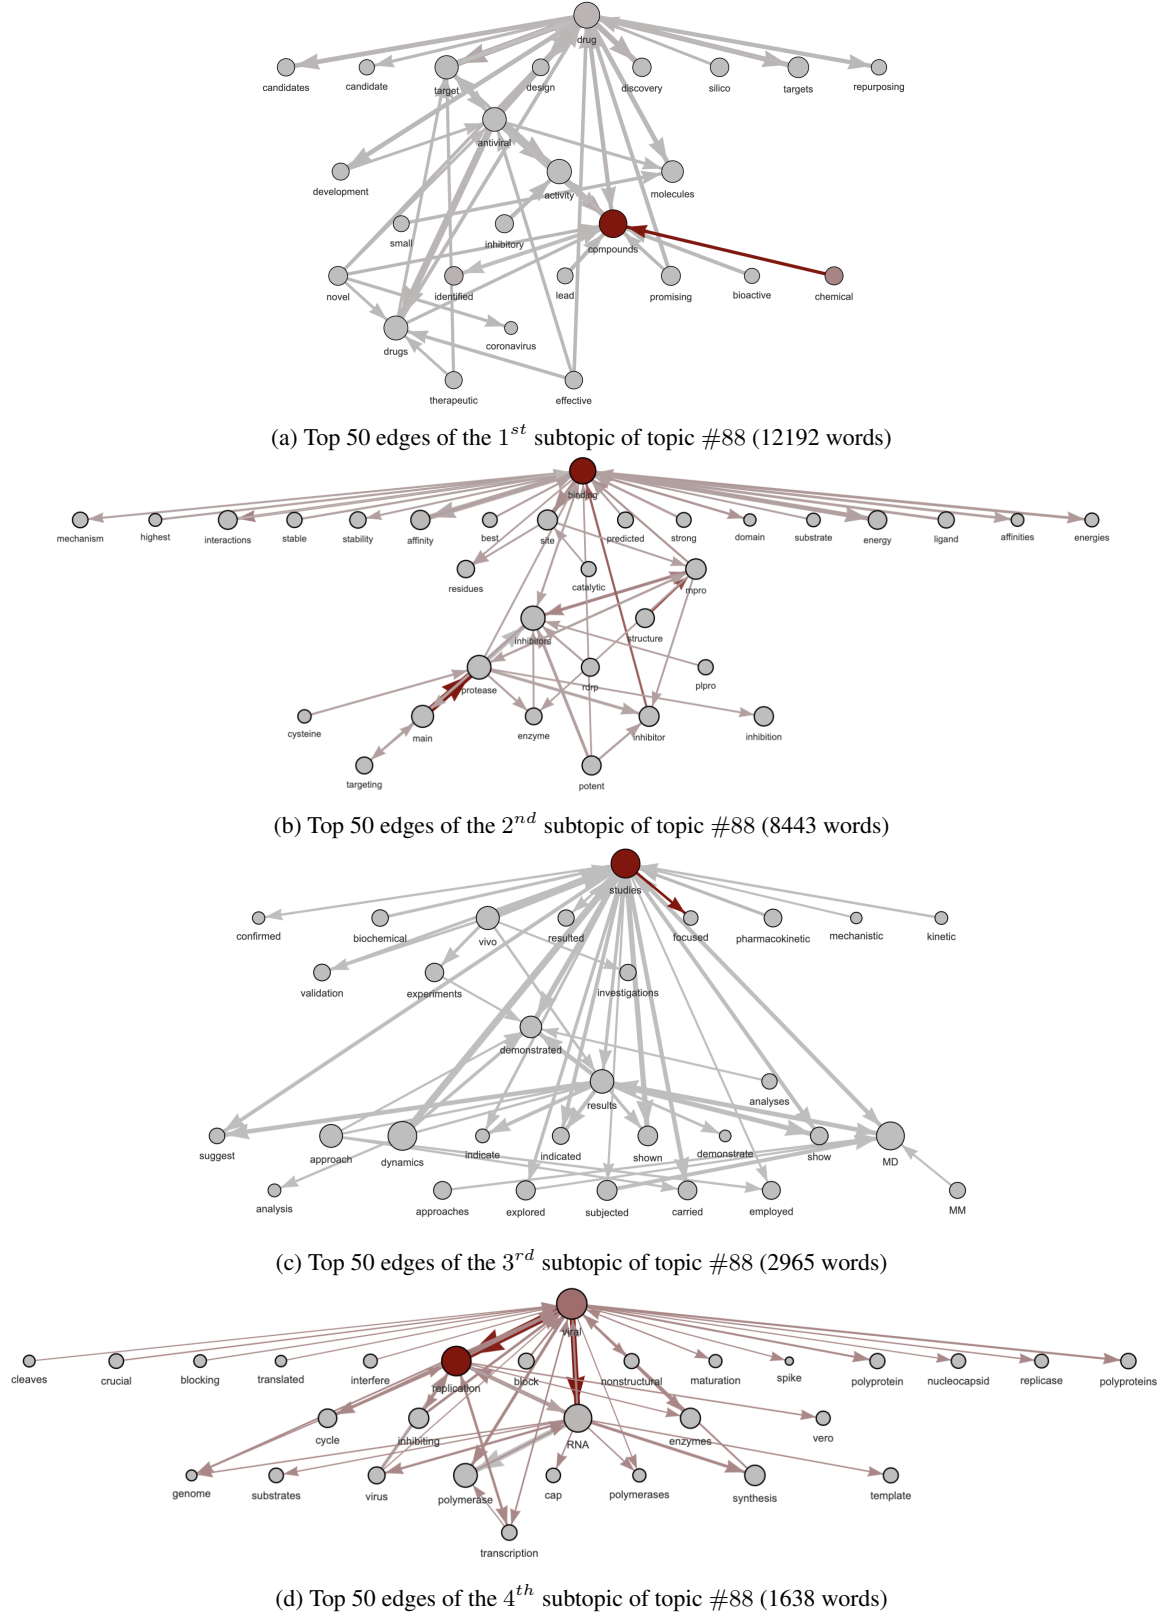 drug
candidates candidate target design discovery silico targets repurposing
antiviral
development activity molecules
small inhibitory compounds
novel identified lead promising bioactive chemical
drugs coronavirus
therapeutic effective
(a) Top 50 edges of the 1st subtopic of topic #88 (12192 words)
binding
mechanism highest interactions stable stability affinity best site predicted strong domain substrate energy ligand affinities energies
residues catalytic mpro
inhibitors structure
protease rdrp plpro
cysteine main enzyme inhibitor inhibition
targeting potent
(b) Top 50 edges of the 2nd subtopic of topic #88 (8443 words)
studies
confirmed biochemical vivo resulted focused pharmacokinetic mechanistic kinetic
validation experiments investigations
demonstrated
results analyses
suggest approach dynamics indicate indicated shown demonstrate show MD
analysis approaches explored subjected carried employed MM
(c) Top 50 edges of the 3rd subtopic of topic #88 (2965 words)
viral
cleaves crucial blocking translated interfere replication block nonstructural maturation spike polyprotein nucleocapsid replicase polyproteins
cycle inhibiting RNA enzymes vero
genome substrates virus polymerase cap polymerases synthesis template
transcription
(d) Top 50 edges of the 4th subtopic of topic #88 (1638 words)